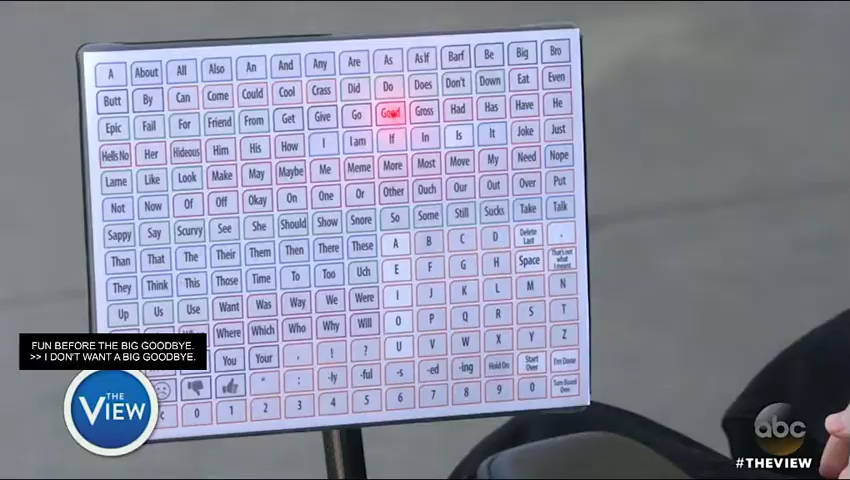 A About All Also An And Any Are As AsIf Barf Be Big Bro
Butt By Can Come Could Cool Crass Did Do Does Don't Down Eat Even
Epic Fail For Friend From Get Give Go Good Gross Had Has Have He
Hells No Her Hideous Him His How I I am If In Is It Joke Just
Lame Like Look Make May Maybe Me Meme More Most Move My Need Nope
Not Now Of Off Okay On One Or Other Ouch Our Out Over Put
Sappy Say Scurvy See She Should Show Snore So Some Still Sucks Take Talk
Than That The Their Them Then There These A B C D Delete Last .
They Think This Those Time To Too Uch E F G H Space That's not what I meant
Up Us Use Want Was Way We Were I J K L M N
Where Which Who Why Will O P Q R S T
You Your , ! ? U V W X Y Z
" : -ly -ful -s -ed -ing Hold On Start Over I'm Done
0 1 2 3 4 5 6 7 8 9 0 Turn Board Over
FUN BEFORE THE BIG GOODBYE.
>> I DON'T WANT A BIG GOODBYE.
THE
VIEW
abc
#THEVIEW